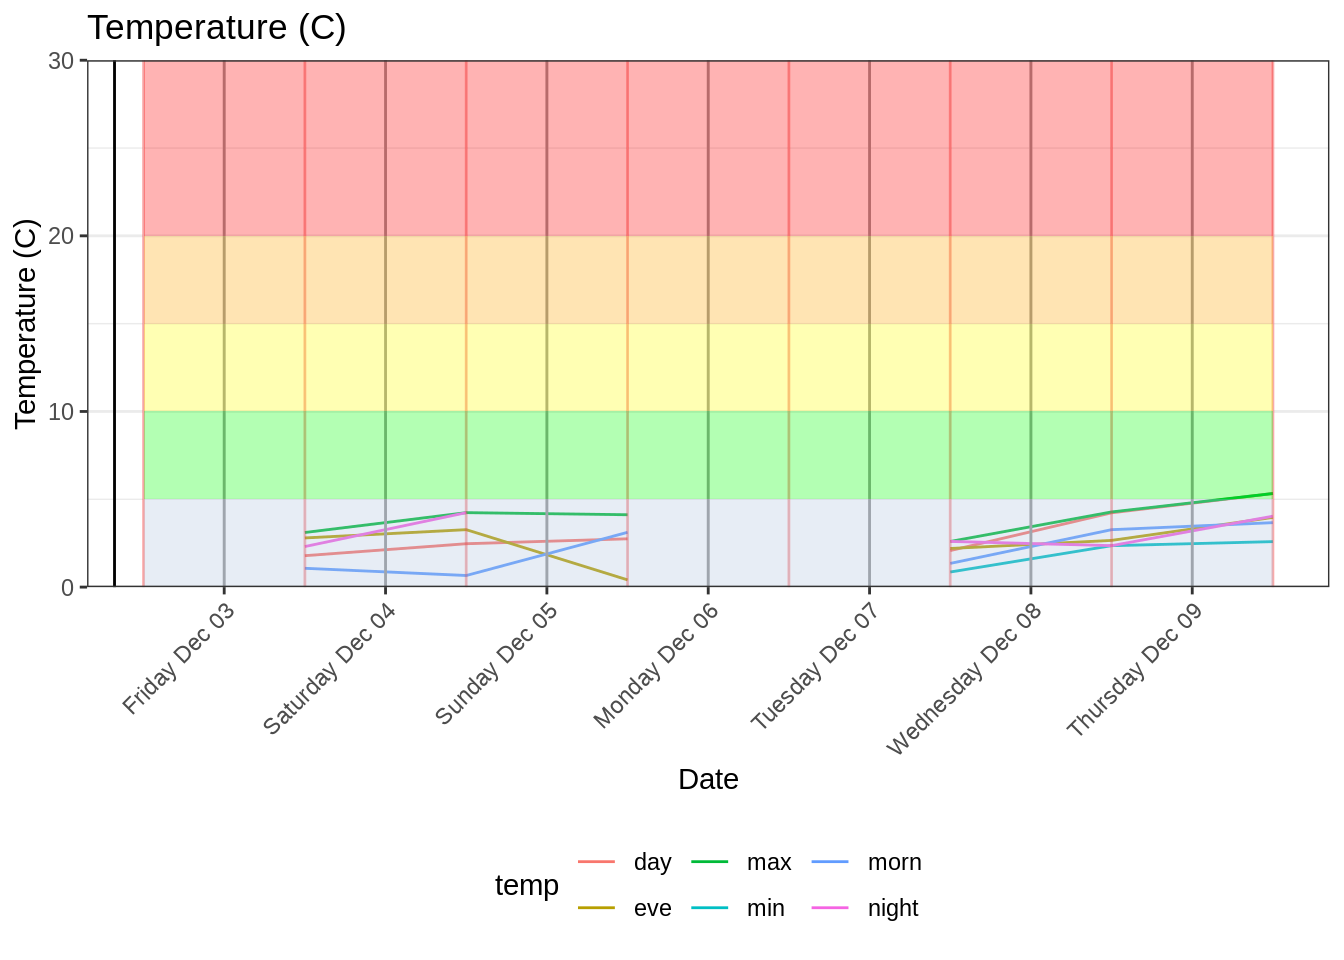 Temperature (C)
Temperature (C)
30
20
10
0
Friday Dec 03
Saturday Dec 04
Sunday Dec 05
Monday Dec 06
Tuesday Dec 07
Wednesday Dec 08
Thursday Dec 09
Date
temp
day
max
morn
eve
min
night